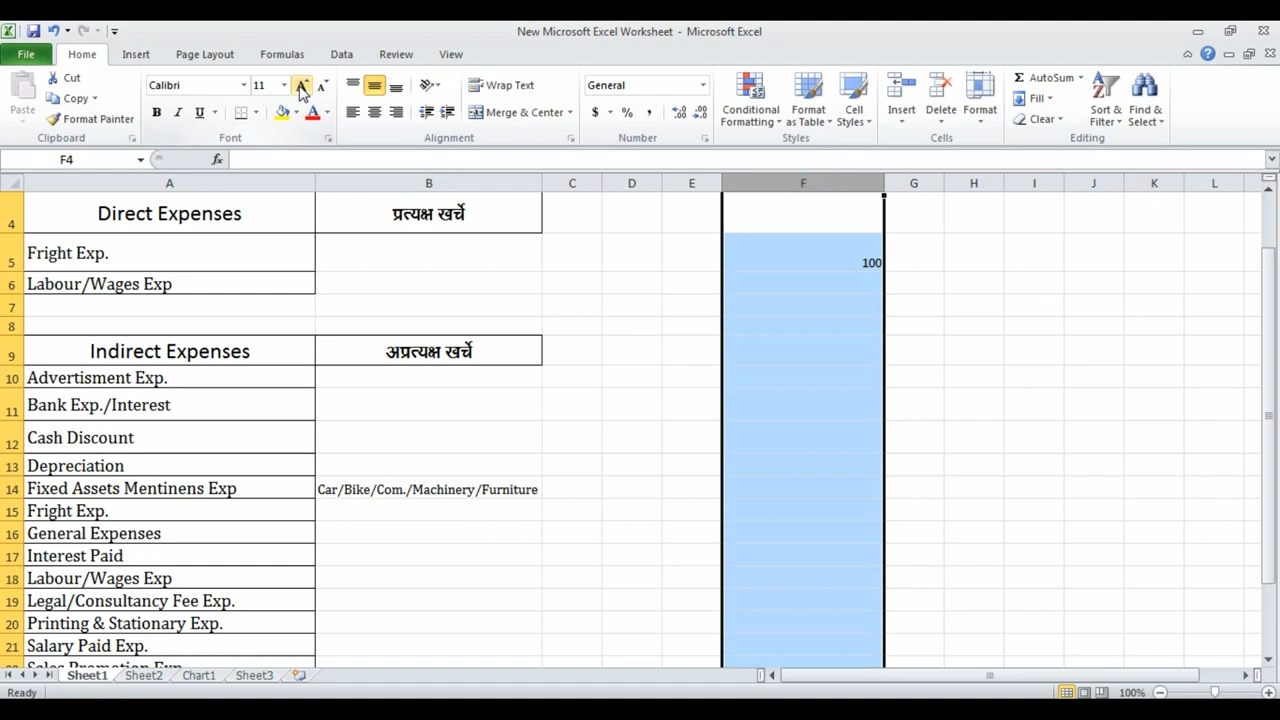 New Microsoft Excel Worksheet - Microsoft Excel
File Home Insert Page Layout Formulas Data Review View
Cut
Copy
Format Painter
Paste
Clipboard
Calibri 11
B I U
Font
Wrap Text
Merge & Center
Alignment
General
$ % ,
Number
Conditional Formatting
Format as Table
Cell Styles
Styles
Insert Delete Format
Cells
AutoSum
Fill
Clear
Sort & Filter
Find & Select
Editing
F4 fx
A B C D E F G H I J K L
4 Direct Expenses प्रत्यक्ष खर्चे
5 Fright Exp. 100
6 Labour/Wages Exp
7
8
9 Indirect Expenses अप्रत्यक्ष खर्चे
10 Advertisment Exp.
11 Bank Exp./Interest
12 Cash Discount
13 Depreciation
14 Fixed Assets Mentinens Exp Car/Bike/Com./Machinery/Furniture
15 Fright Exp.
16 General Expenses
17 Interest Paid
18 Labour/Wages Exp
19 Legal/Consultancy Fee Exp.
20 Printing & Stationary Exp.
21 Salary Paid Exp.
Sales Promotion Exp
Sheet1 Sheet2 Chart1 Sheet3
Ready 100%